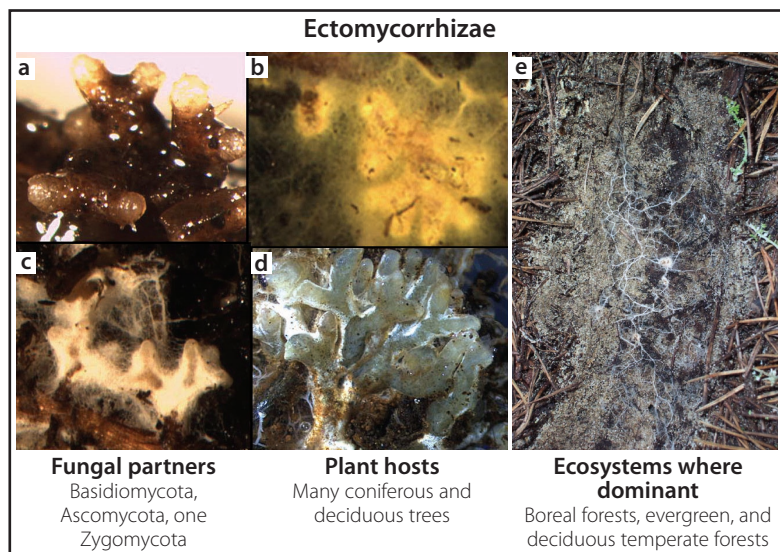 Ectomycorrhizae
a
b
e
c
d
Fungal partners
Basidiomycota,
Ascomycota, one
Zygomycota
Plant hosts
Many coniferous and
deciduous trees
Ecosystems where
dominant
Boreal forests, evergreen, and
deciduous temperate forests